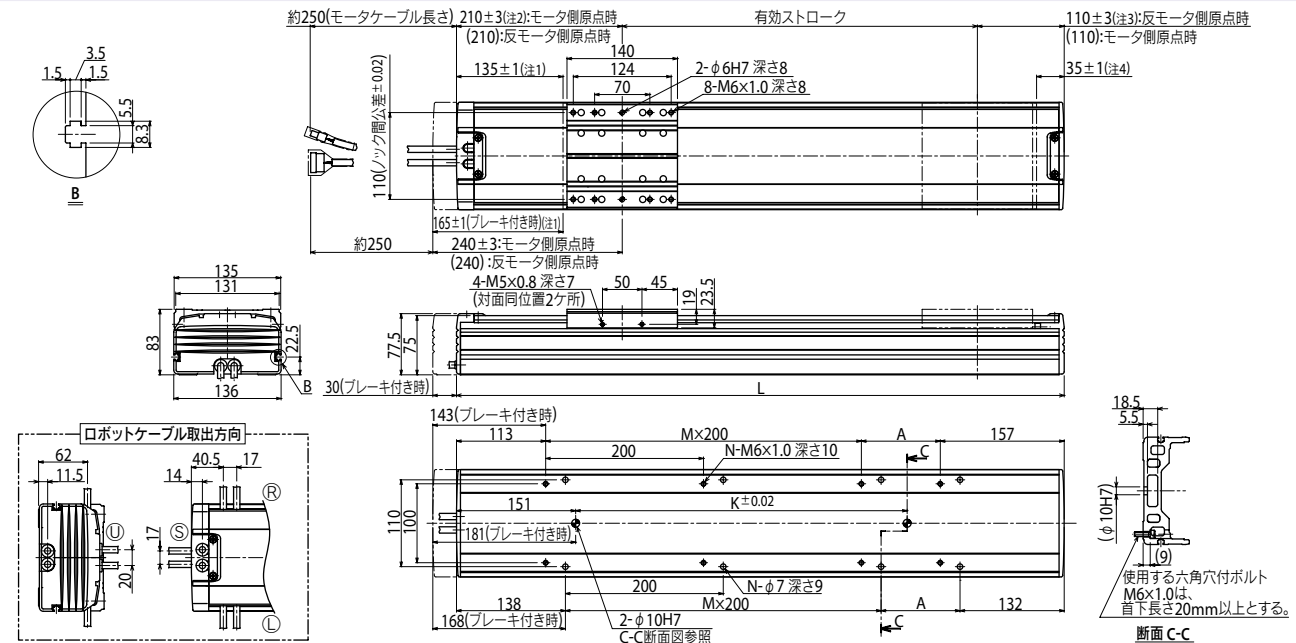 約250(モータケーブル長さ)
210±3(注2):モータ側原点時
(210):反モータ側原点時
有効ストローク
110±3(注3):反モータ側原点時
(110):モータ側原点時
140
135±1(注1)
124
2-φ6H7 深さ8
35±1(注4)
70
8-M6×1.0 深さ8
110(ノック間公差±0.02)
3.5
1.5
1.5
5.5
8.3
B
165±1(ブレーキ付き時)(注1)
約250
240±3:モータ側原点時
(240):反モータ側原点時
135
131
83
22.5
136
B
4-M5×0.8 深さ7
(対面同位置2ケ所)
50
45
19
23.5
77.5
75
30(ブレーキ付き時)
L
ロボットケーブル取出方向
62
11.5
Ⓤ
17
20
40.5
17
14
Ⓢ
Ⓡ
Ⓛ
143(ブレーキ付き時)
113
M×200
A
157
200
N-M6×1.0 深さ10
C
151
K±0.02
110
100
181(ブレーキ付き時)
200
N-φ7 深さ9
138
M×200
A
132
168(ブレーキ付き時)
2-φ10H7
C-C断面図参照
C
18.5
5.5
(φ10H7)
(9)
使用する六角穴付ボルト
M6×1.0は、
首下長さ20mm以上とする。
断面 C-C